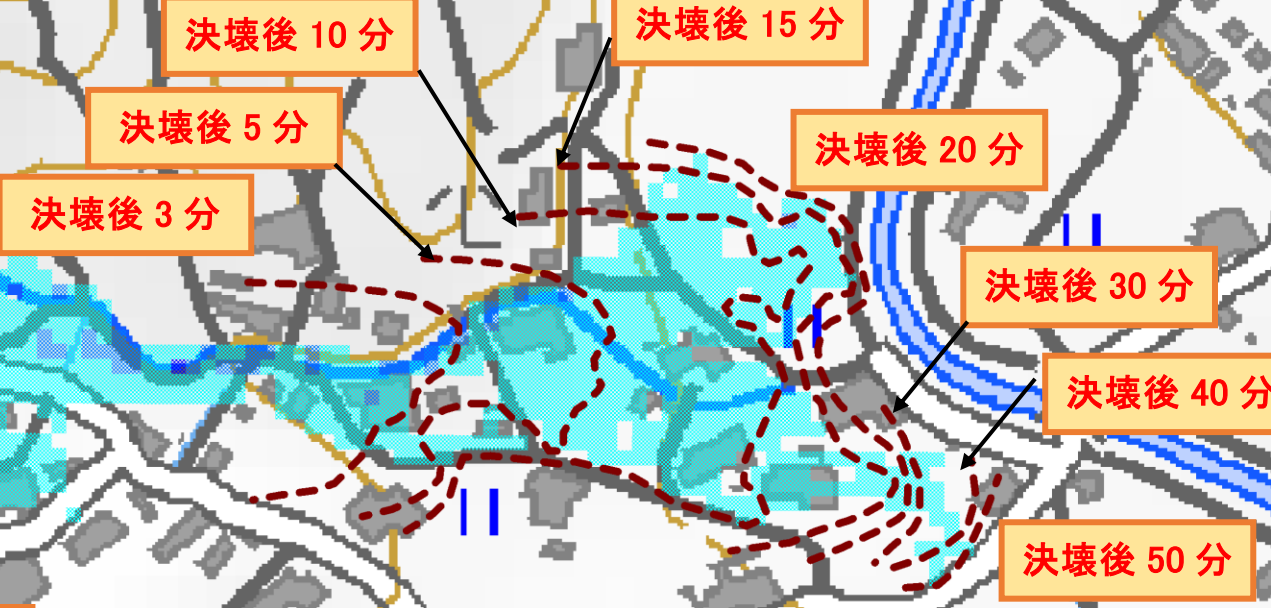 決壊後 10 分
決壊後 15 分
決壊後 5 分
決壊後 20 分
決壊後 3 分
決壊後 30 分
決壊後 40 分
決壊後 50 分